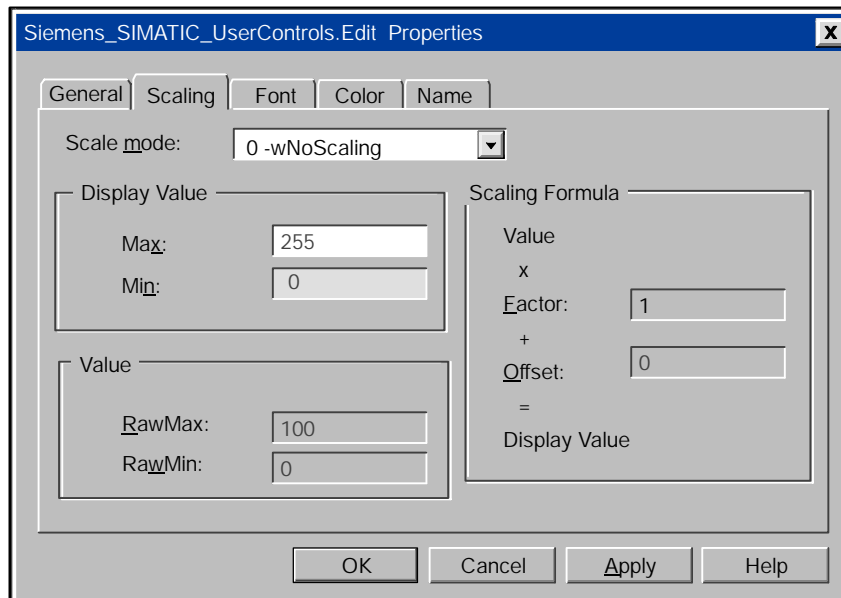 Siemens_SIMATIC_UserControls.Edit Properties
X
General Scaling Font Color Name
Scale mode: 0 -wNoScaling
Display Value
Max: 255
Min: 0
Value
RawMax: 100
RawMin: 0
Scaling Formula
Value
x
Factor: 1
+
Offset: 0
=
Display Value
OK Cancel Apply Help